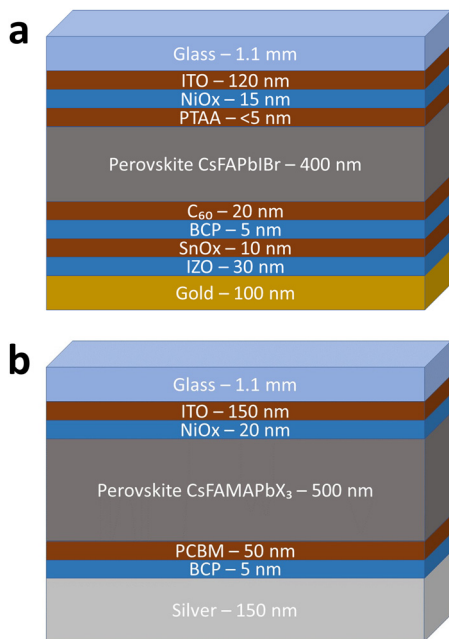 a
Glass – 1.1 mm
ITO – 120 nm
NiOx – 15 nm
PTAA – <5 nm
Perovskite CsFAPbIBr – 400 nm
C₆₀ – 20 nm
BCP – 5 nm
SnOx – 10 nm
IZO – 30 nm
Gold – 100 nm
b
Glass – 1.1 mm
ITO – 150 nm
NiOx – 20 nm
Perovskite CsFAMAPbX₃ – 500 nm
PCBM – 50 nm
BCP – 5 nm
Silver – 150 nm